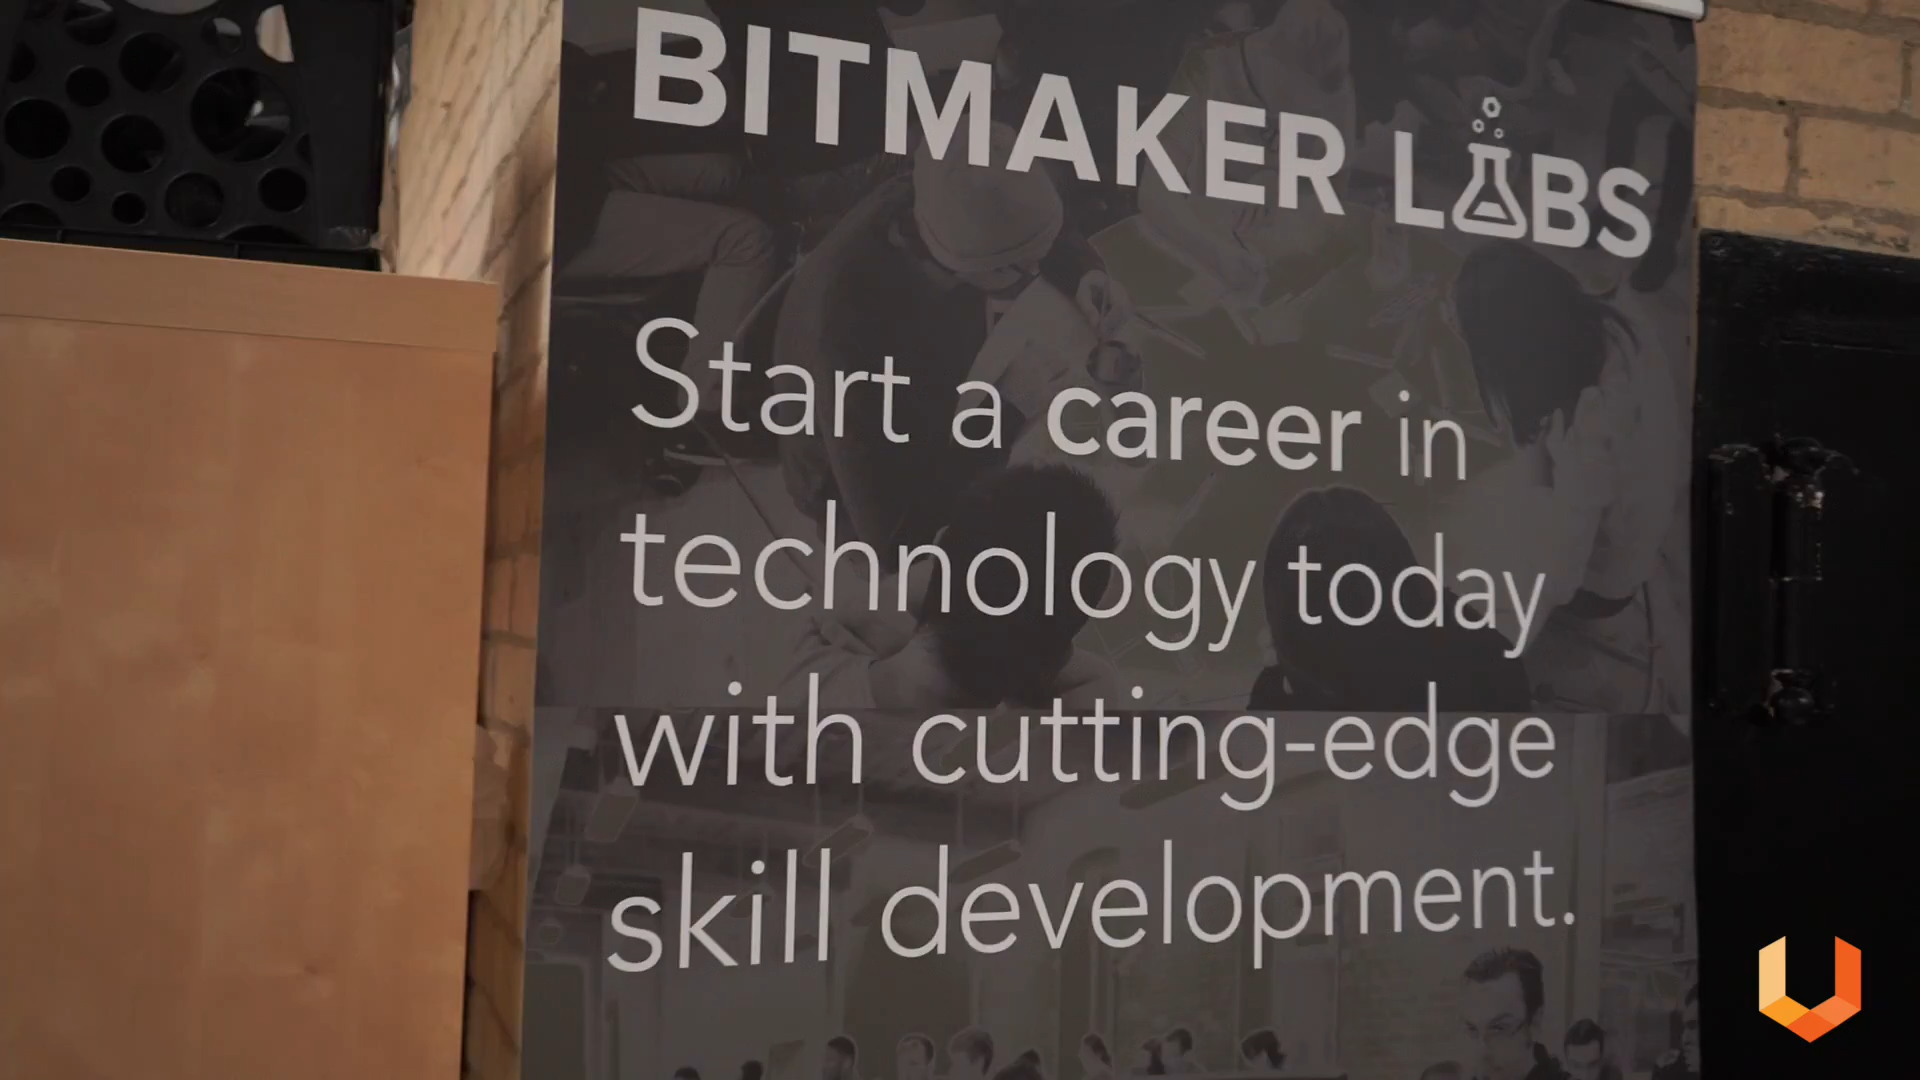 BITMAKER LABS
Start a career in
technology today
with cutting-edge
skill development.